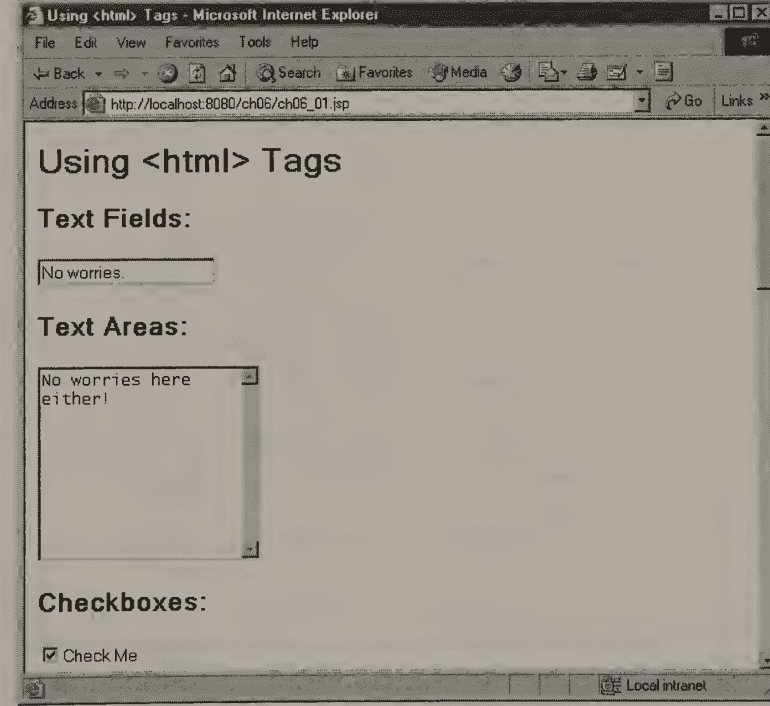 Using <html> Tags - Microsoft Internet Explorer
File Edit View Favorites Tools Help
Back Search Favorites Media
Address http://localhost:8080/ch06/ch06_01.jsp Go Links »
Using <html> Tags
Text Fields:
No worries.
Text Areas:
No worries here
either!
Checkboxes:
Check Me
Local intranet